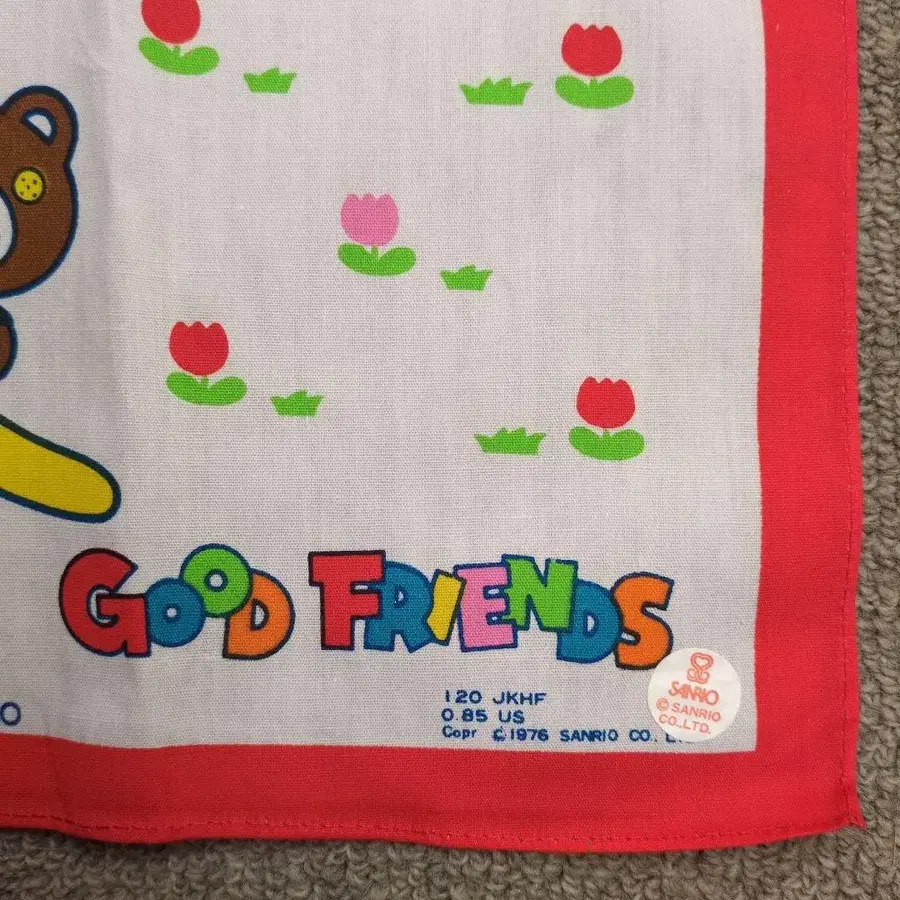 GOOD FRIENDS
O
120 JKHF
0.85 US
Copr © 1976 SANRIO CO.
SANRIO
© SANRIO
CO.,LTD.